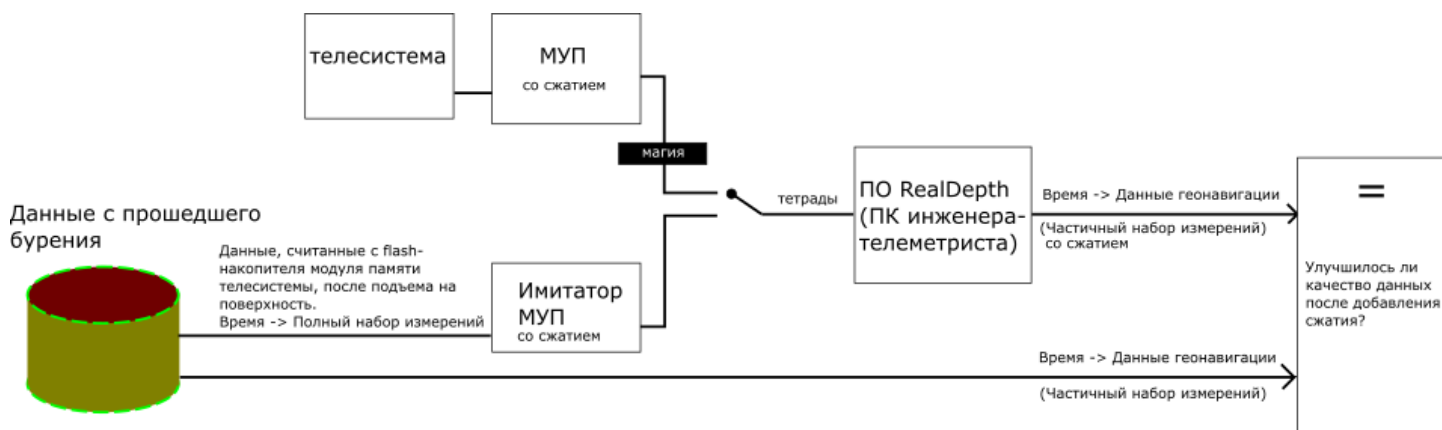 телесистема
МУП
со сжатием
магия
тетрады
ПО RealDepth
(ПК инженера-
телеметриста)
Время -> Данные геонавигации
(Частичный набор измерений)
со сжатием
=
Улучшилось ли
качество данных
после добавления
сжатия?
Данные с прошедшего
бурения
Данные, считанные с flash-
накопителя модуля памяти
телесистемы, после подъема на
поверхность.
Время -> Полный набор измерений
Имитатор
МУП
со сжатием
Время -> Данные геонавигации
(Частичный набор измерений)